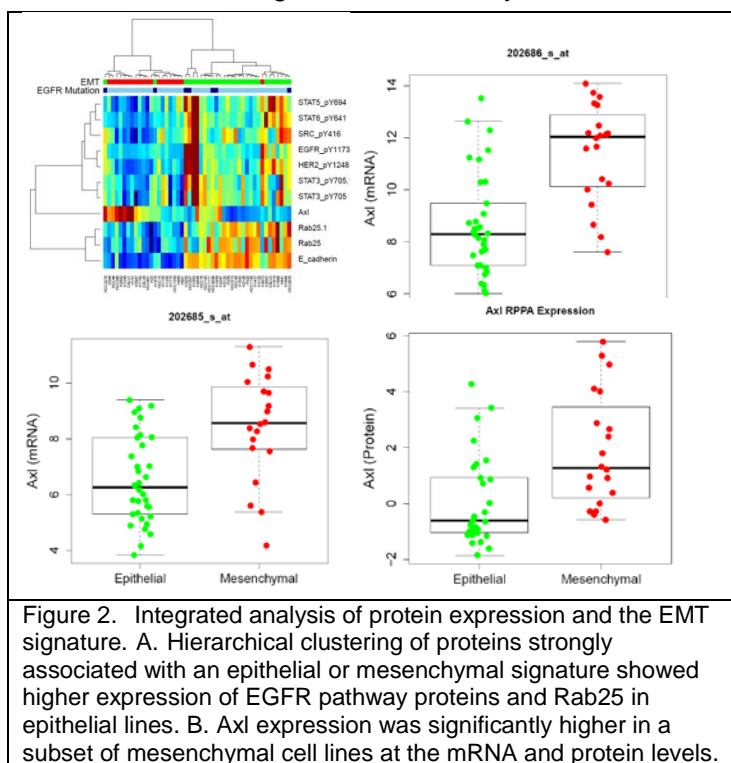 202686_s_at
EMT
EGFR Mutation
STAT5_pY694
STAT6_pY641
SRC_pY416
EGFR_pY1173
HER2_pY1248
STAT3_pY705.
STAT3_pY705
Axl
Rab25.1
Rab25
E_cadherin
Axl (mRNA)
14
12
10
8
6
202685_s_at
Axl (mRNA)
10
8
6
4
Epithelial
Mesenchymal
Axl RPPA Expression
Axl (Protein)
6
4
2
0
-2
Epithelial
Mesenchymal
Figure 2. Integrated analysis of protein expression and the EMT
signature. A. Hierarchical clustering of proteins strongly
associated with an epithelial or mesenchymal signature showed
higher expression of EGFR pathway proteins and Rab25 in
epithelial lines. B. Axl expression was significantly higher in a
subset of mesenchymal cell lines at the mRNA and protein levels.